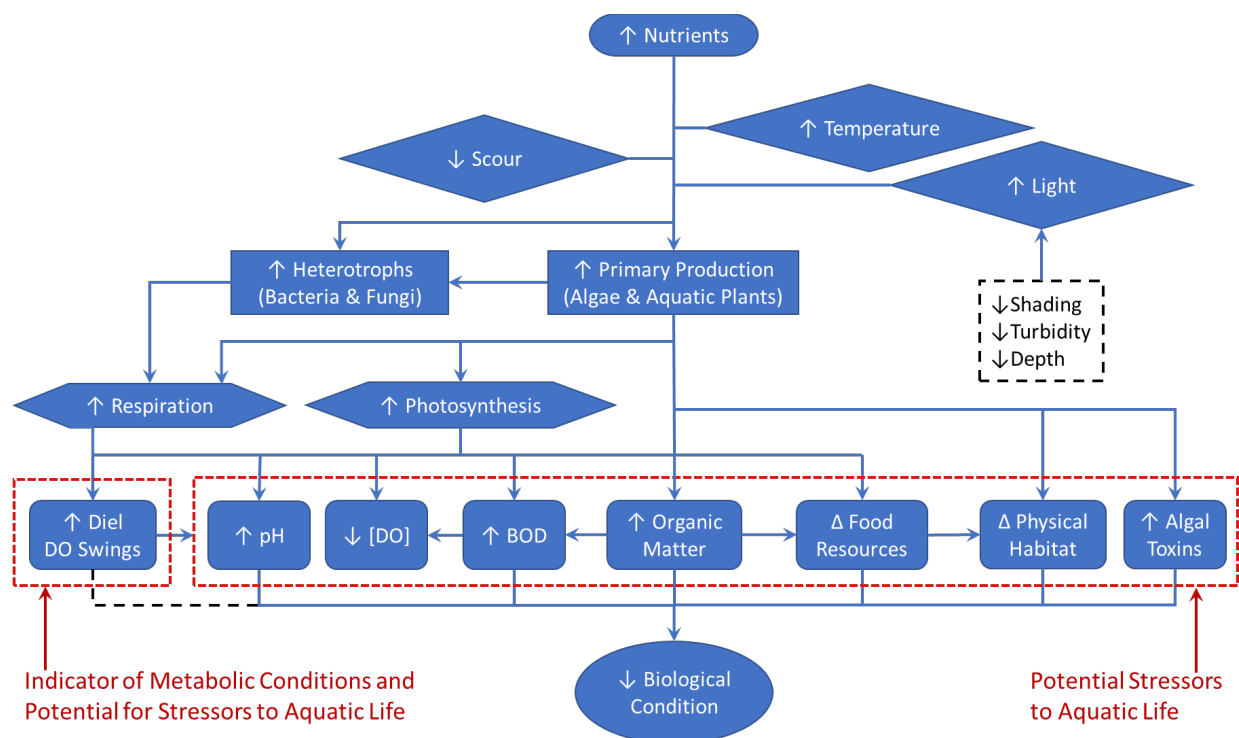 ↑ Nutrients
↑ Temperature
↓ Scour
↑ Light
↑ Heterotrophs
(Bacteria & Fungi)
↑ Primary Production
(Algae & Aquatic Plants)
↓Shading
↓Turbidity
↓Depth
↑ Respiration
↑ Photosynthesis
↑ Diel
DO Swings
↑ pH
↓ [DO]
↑ BOD
↑ Organic
Matter
Δ Food
Resources
Δ Physical
Habitat
↑ Algal
Toxins
Indicator of Metabolic Conditions and
Potential for Stressors to Aquatic Life
↓ Biological
Condition
Potential Stressors
to Aquatic Life